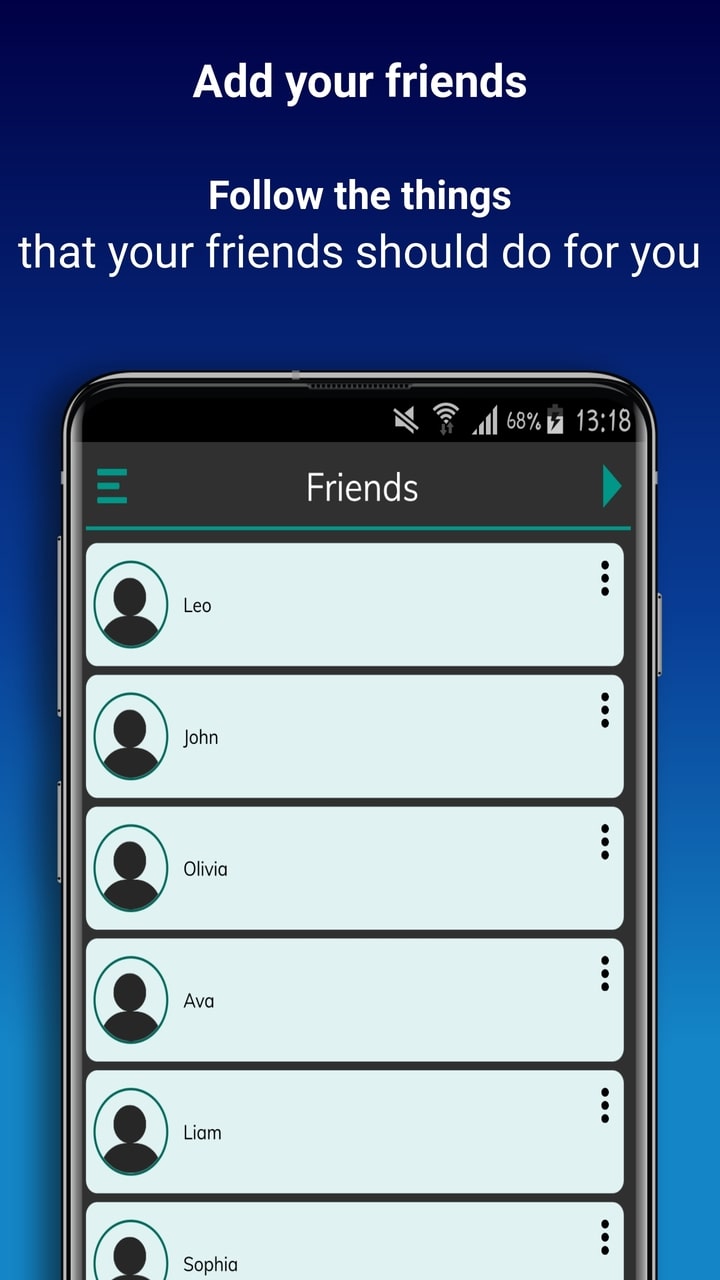 Add your friends
Follow the things
that your friends should do for you
68% 13:18
Friends
Leo
John
Olivia
Ava
Liam
Sophia